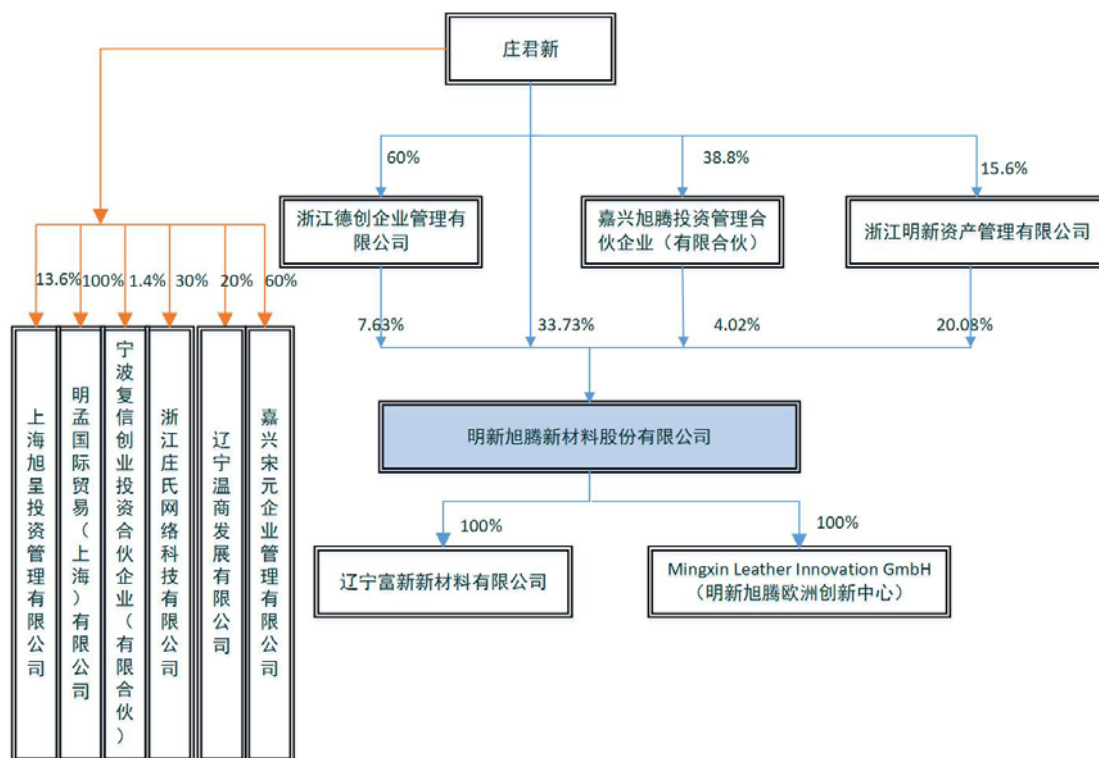 庄君新
60%
38.8%
15.6%
浙江德创企业管理有
限公司
嘉兴旭腾投资管理合
伙企业（有限合伙）
浙江明新资产管理有限公司
13.6%
100%
1.4%
30%
20%
60%
7.63%
33.73%
4.02%
20.08%
上海旭呈投资管理有限公司
明孟国际贸易（上海）有限公司
宁波复信创业投资合伙企业（有限合伙）
浙江庄氏网络科技有限公司
辽宁温商发展有限公司
嘉兴宋元企业管理有限公司
明新旭腾新材料股份有限公司
100%
100%
辽宁富新新材料有限公司
Mingxin Leather Innovation GmbH
（明新旭腾欧洲创新中心）